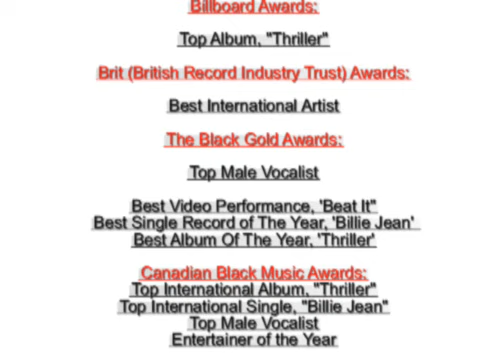 Billboard Awards:
Top Album, "Thriller"
Brit (British Record Industry Trust) Awards:
Best International Artist
The Black Gold Awards:
Top Male Vocalist
Best Video Performance, 'Beat It"
Best Single Record of The Year, 'Billie Jean'
Best Album Of The Year, 'Thriller'
Canadian Black Music Awards:
Top International Album, "Thriller"
Top International Single, "Billie Jean"
Top Male Vocalist
Entertainer of the Year